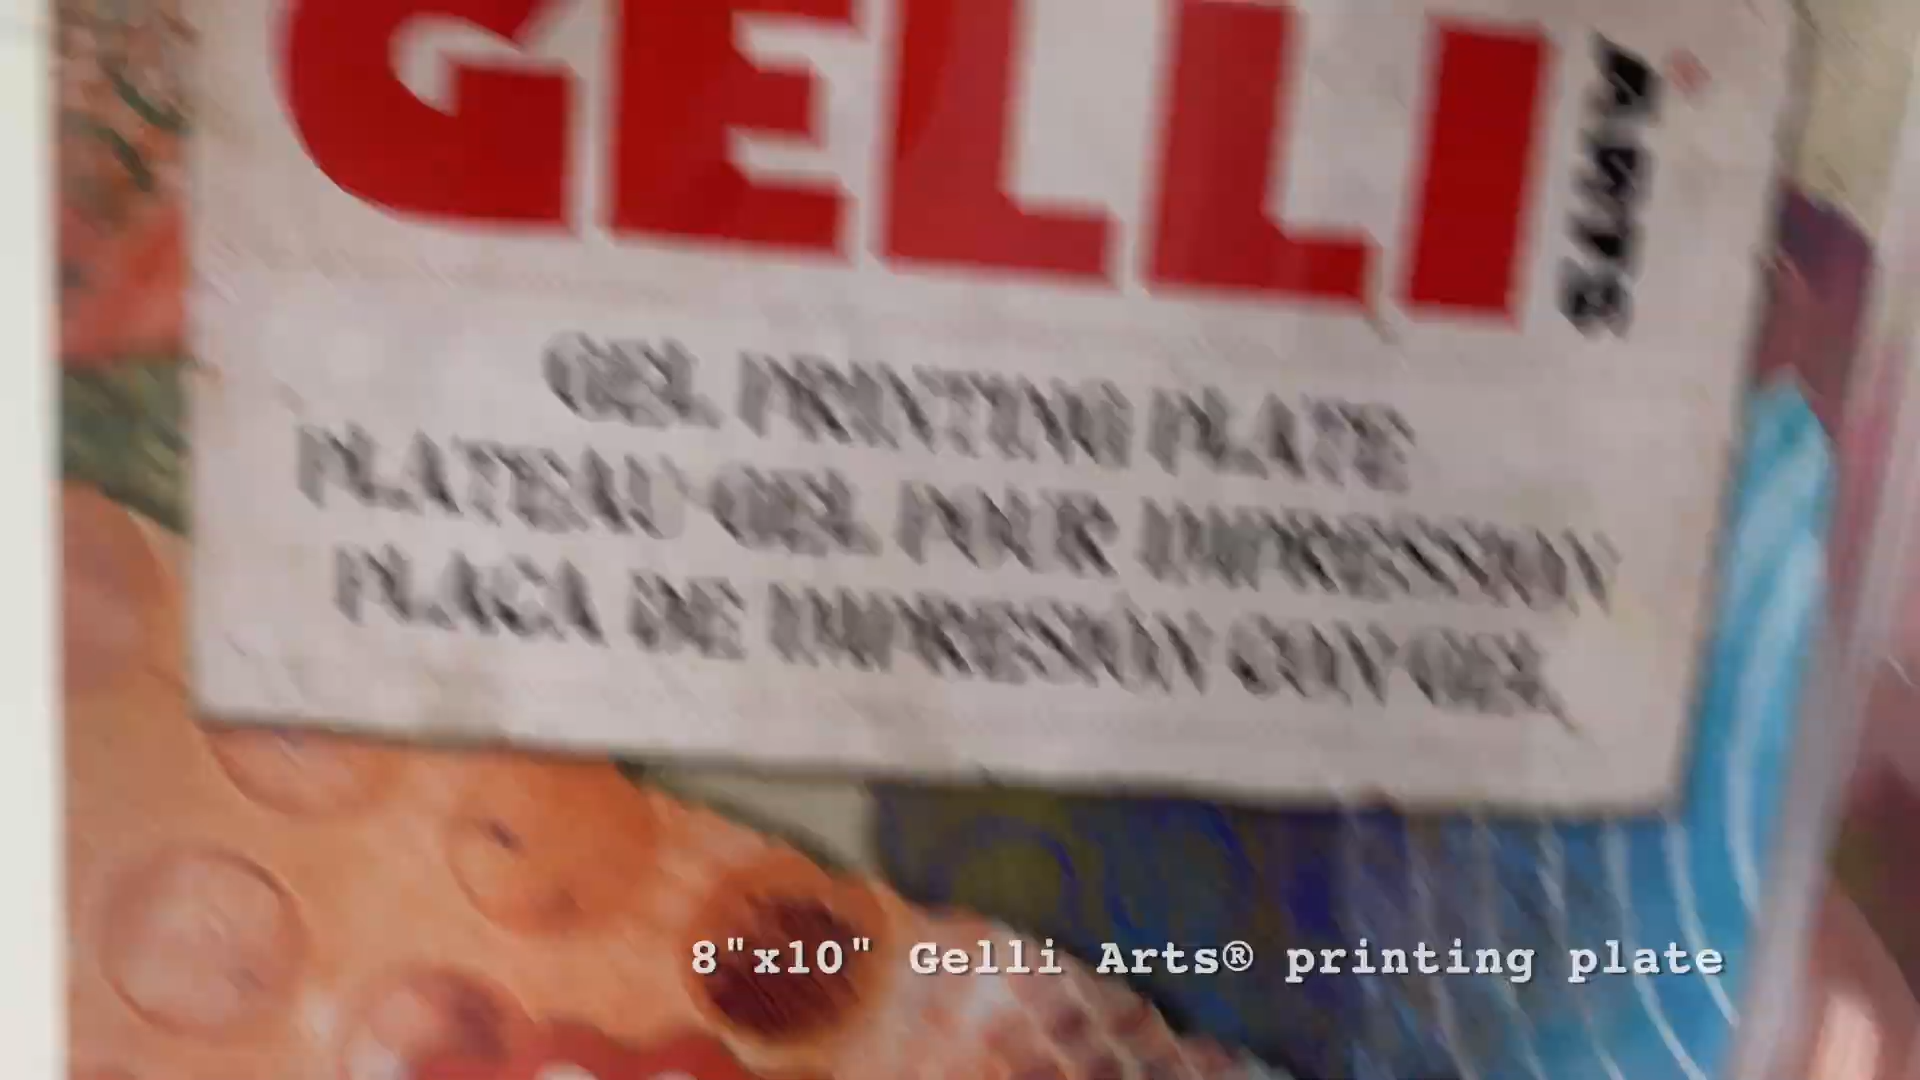 GELLI
ARTS
®
GEL PRINTING PLATE
PLATEAU GEL POUR IMPRESSION
PLACA DE IMPRESIÓN CON GEL
8"x10" Gelli Arts® printing plate